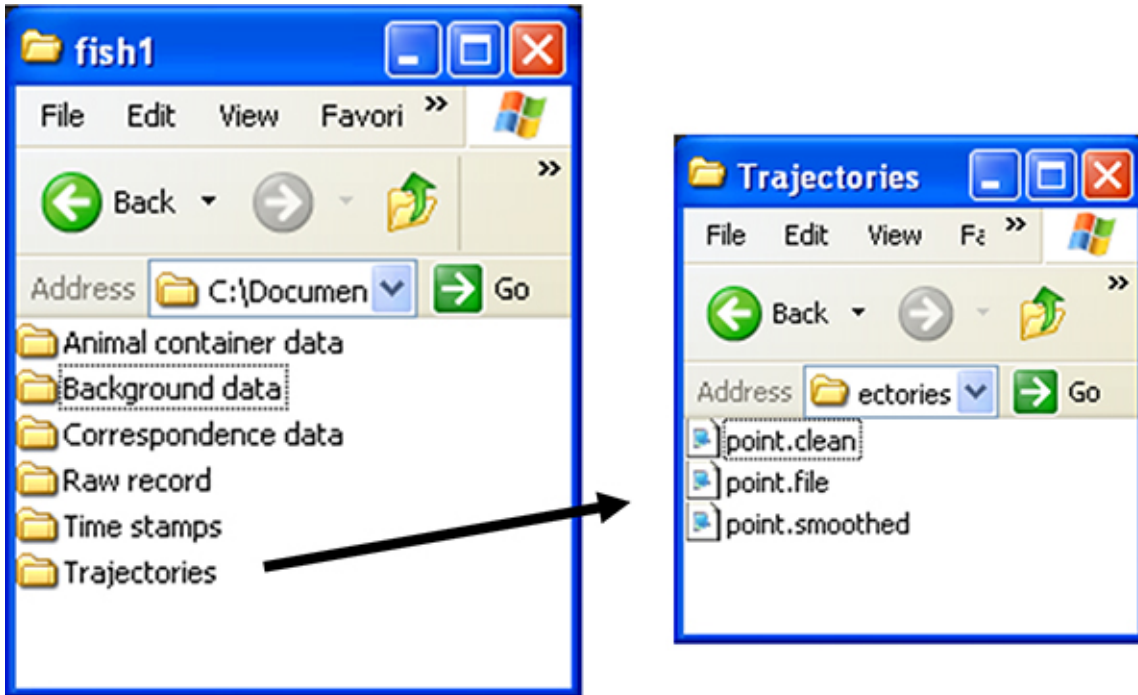 fish1
File Edit View Favori »
Back »
Address C:\Documen Go
Animal container data
Background data
Correspondence data
Raw record
Time stamps
Trajectories
Trajectories
File Edit View Fa »
Back »
Address ectories Go
point.clean
point.file
point.smoothed